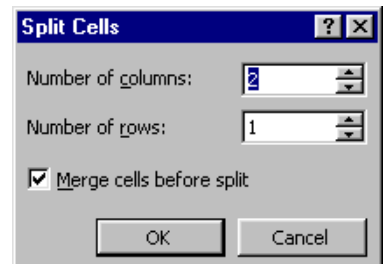 Split Cells
Number of columns: 2
Number of rows: 1
Merge cells before split
OK Cancel